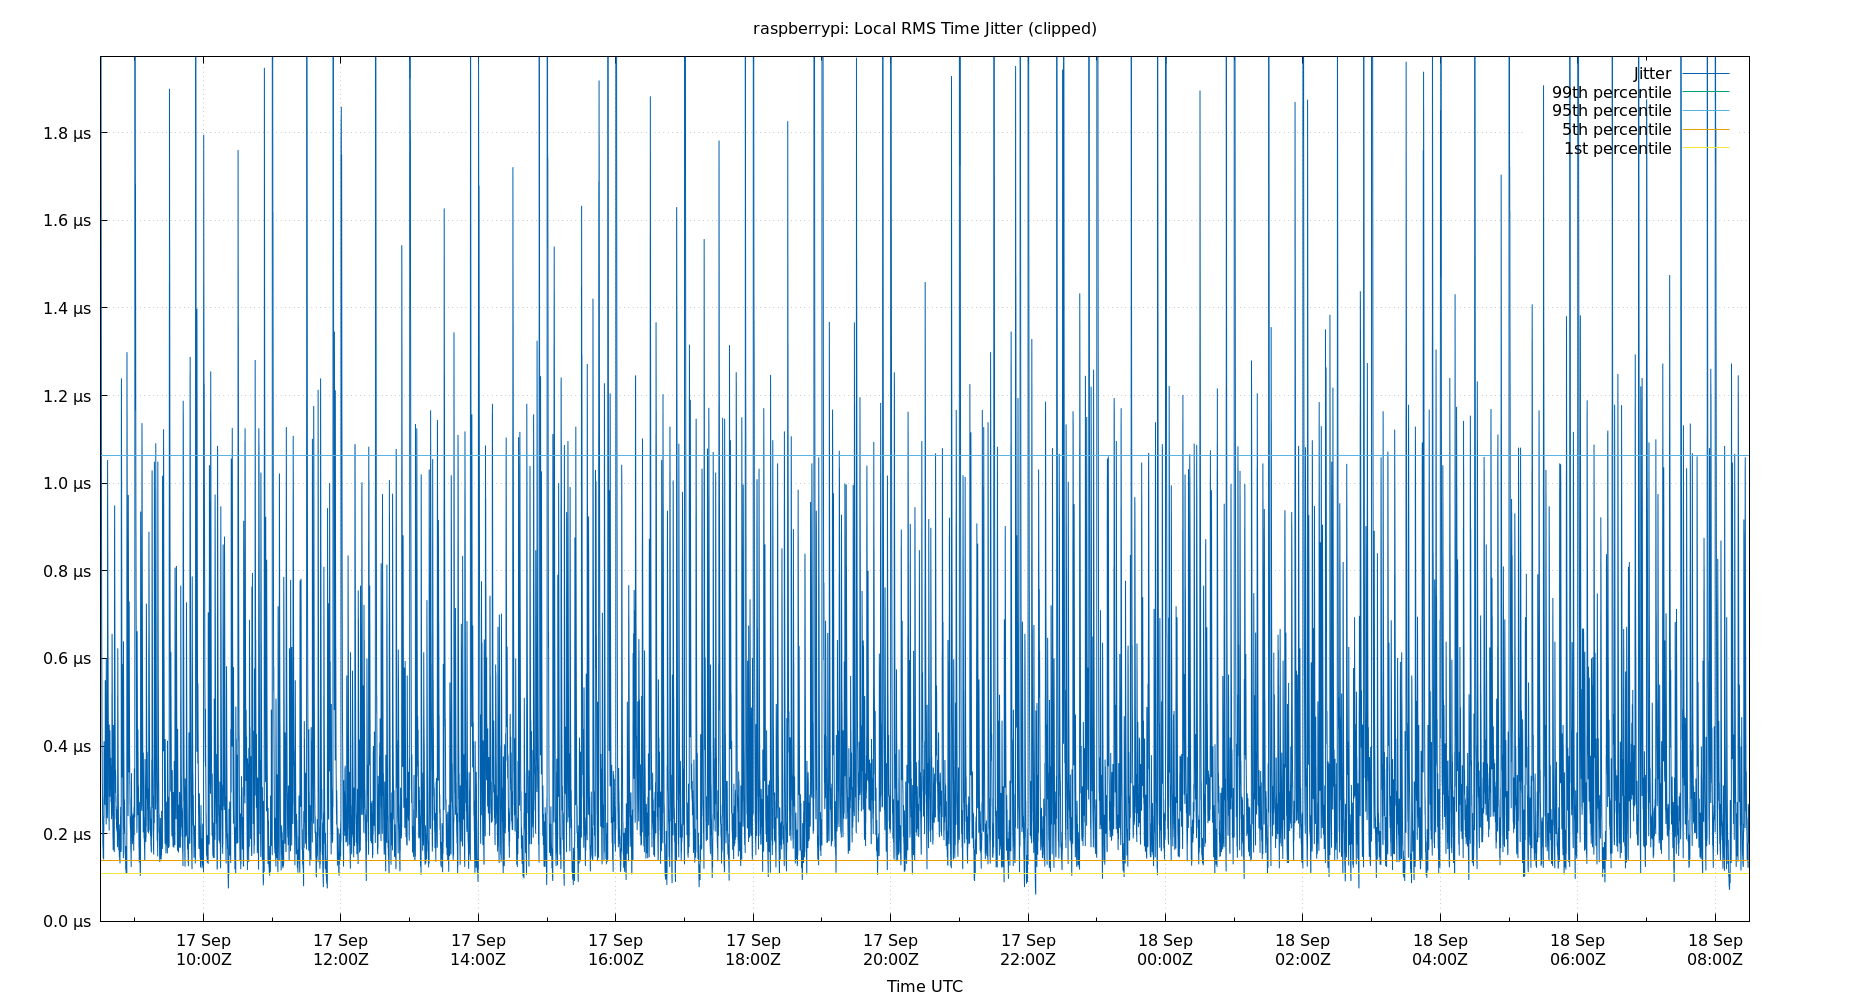 raspberrypi: Local RMS Time Jitter (clipped)
Jitter
99th percentile
95th percentile
5th percentile
1st percentile
1.8 µs
1.6 µs
1.4 µs
1.2 µs
1.0 µs
0.8 µs
0.6 µs
0.4 µs
0.2 µs
0.0 µs
17 Sep 17 Sep 17 Sep 17 Sep 17 Sep 17 Sep 17 Sep 18 Sep 18 Sep 18 Sep 18 Sep 18 Sep
10:00Z 12:00Z 14:00Z 16:00Z 18:00Z 20:00Z 22:00Z 00:00Z 02:00Z 04:00Z 06:00Z 08:00Z
Time UTC